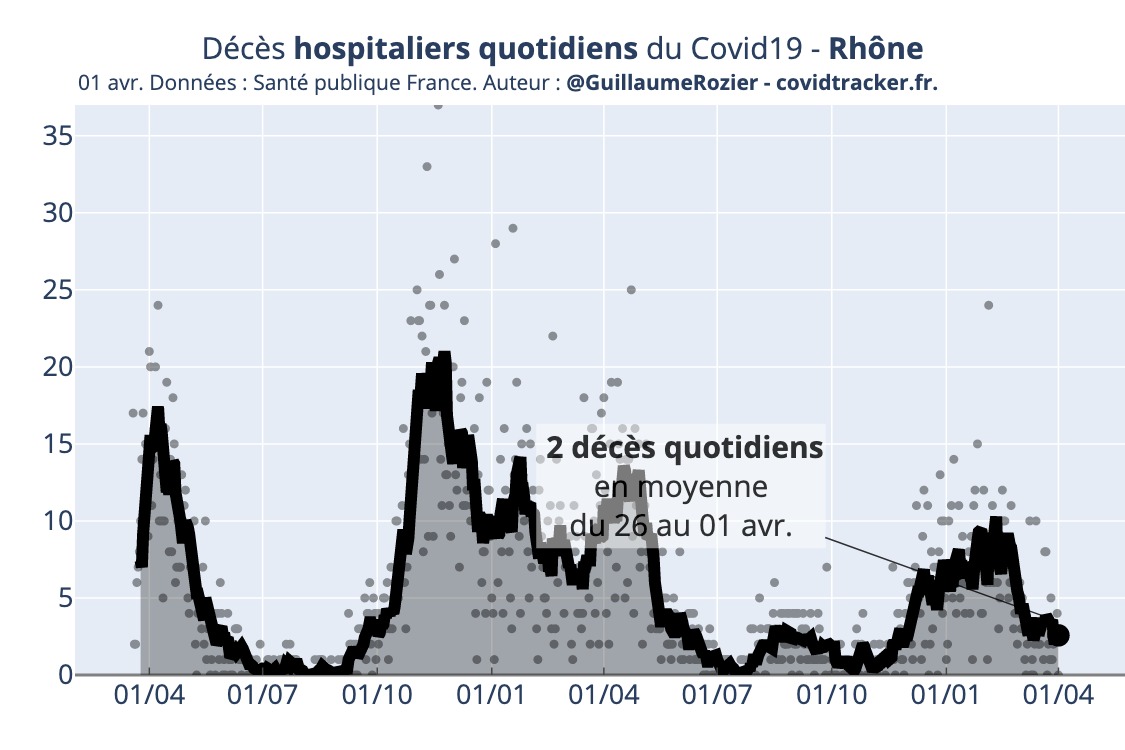 Décès hospitaliers quotidiens du Covid19 - Rhône
01 avr. Données : Santé publique France. Auteur : @GuillaumeRozier - covidtracker.fr.
35
30
25
20
15
10
5
0
2 décès quotidiens
en moyenne
du 26 au 01 avr.
01/04 01/07 01/10 01/01 01/04 01/07 01/10 01/01 01/04